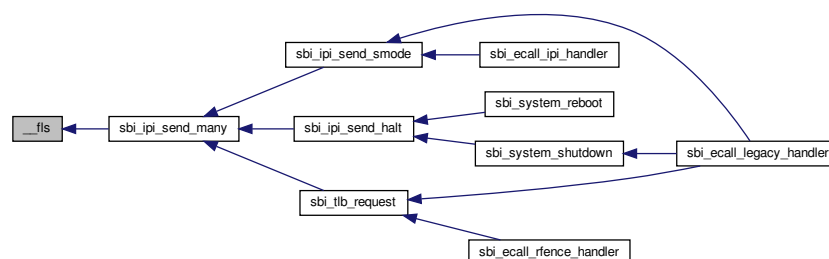 sbi_ipi_send_smode
sbi_ecall_ipi_handler
sbi_system_reboot
__fls
sbi_ipi_send_many
sbi_ipi_send_halt
sbi_system_shutdown
sbi_ecall_legacy_handler
sbi_tlb_request
sbi_ecall_rfence_handler